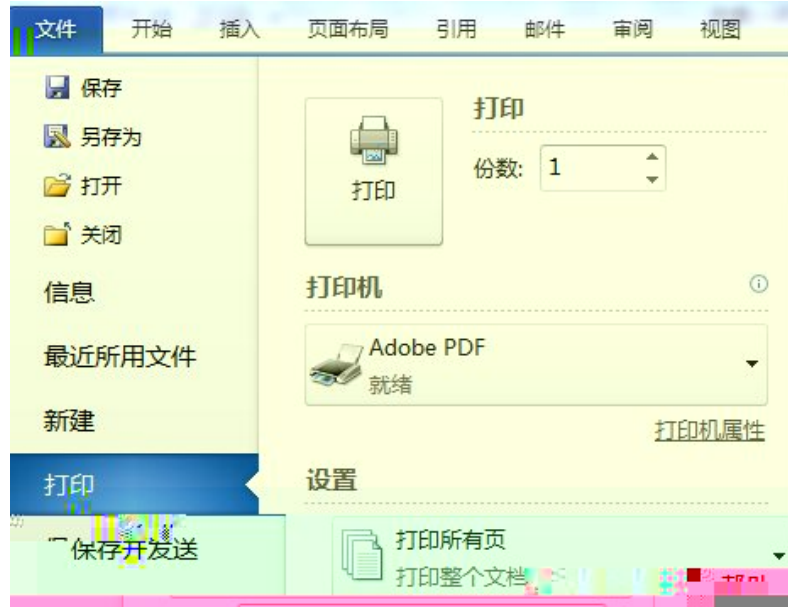 文件 开始 插入 页面布局 引用 邮件 审阅 视图
保存
另存为
打开
关闭
信息
最近所用文件
新建
打印
保存并发送
打印
打印
份数: 1
打印机
Adobe PDF
就绪
打印机属性
设置
打印所有页
打印整个文档